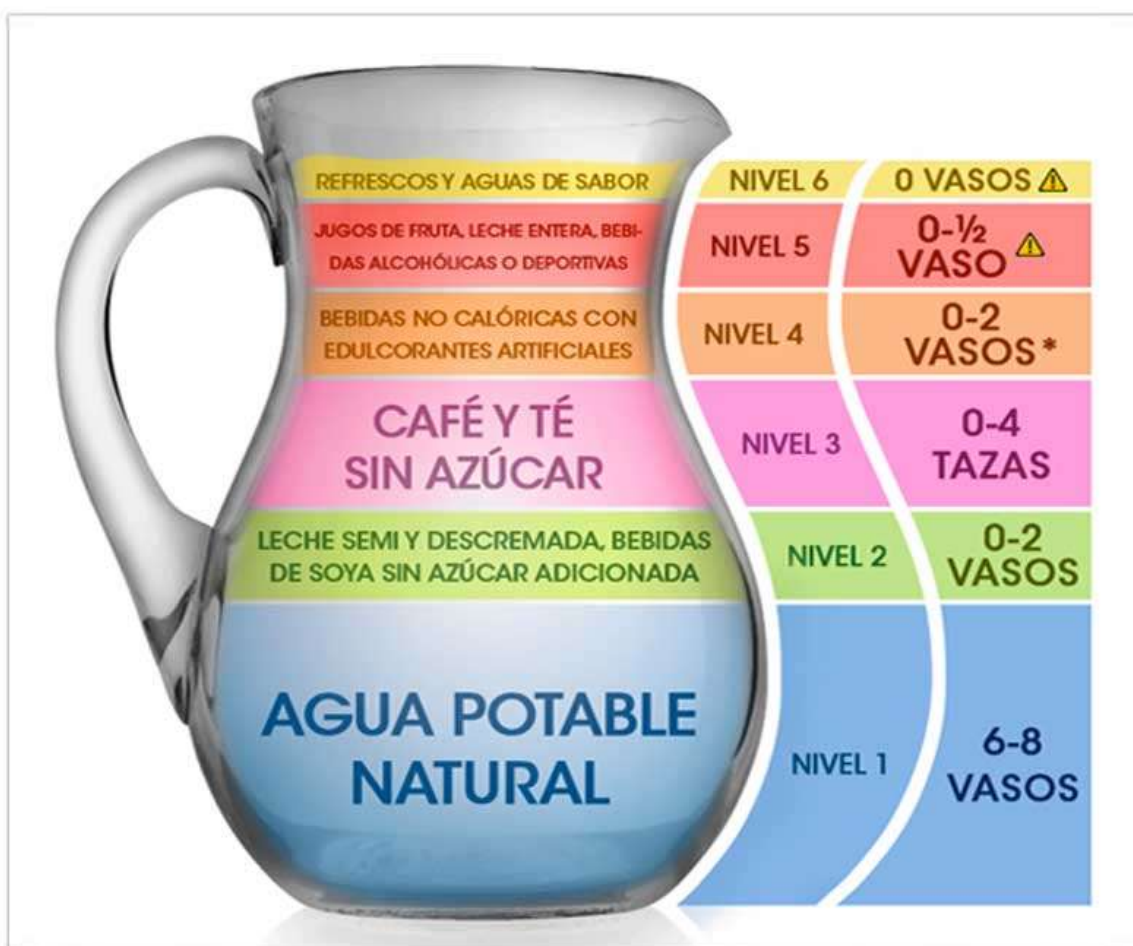 REFRESCOS Y AGUAS DE SABOR
NIVEL 6
0 VASOS
JUGOS DE FRUTA, LECHE ENTERA, BEBI-
DAS ALCOHÓLICAS O DEPORTIVAS
NIVEL 5
0-½
VASO
BEBIDAS NO CALÓRICAS CON
EDULCORANTES ARTIFICIALES
NIVEL 4
0-2
VASOS*
CAFÉ Y TÉ
SIN AZÚCAR
NIVEL 3
0-4
TAZAS
LECHE SEMI Y DESCREMADA, BEBIDAS
DE SOYA SIN AZÚCAR ADICIONADA
NIVEL 2
0-2
VASOS
AGUA POTABLE
NATURAL
NIVEL 1
6-8
VASOS